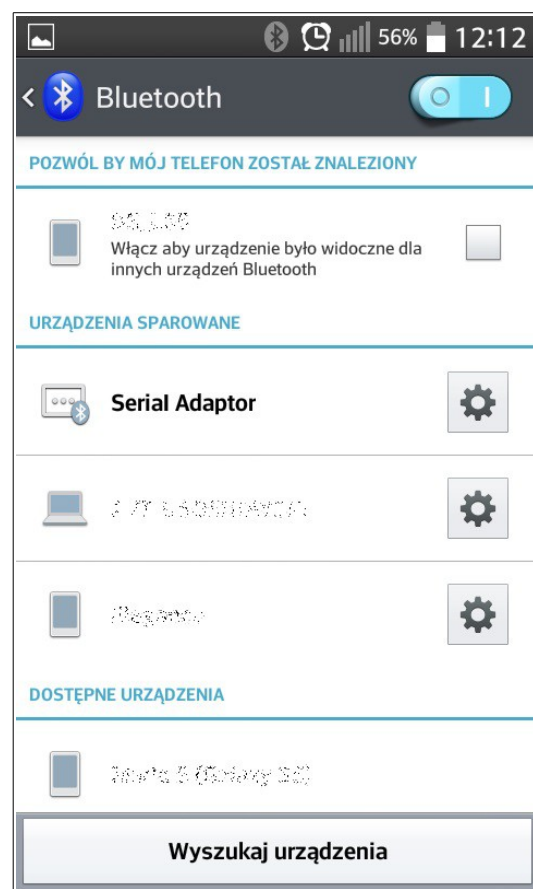 56% 12:12
Bluetooth
POZWÓL BY MÓJ TELEFON ZOSTAŁ ZNALEZIONY
Włącz aby urządzenie było widoczne dla
innych urządzeń Bluetooth
URZĄDZENIA SPAROWANE
Serial Adaptor
DOSTĘPNE URZĄDZENIA
Wyszukaj urządzenia